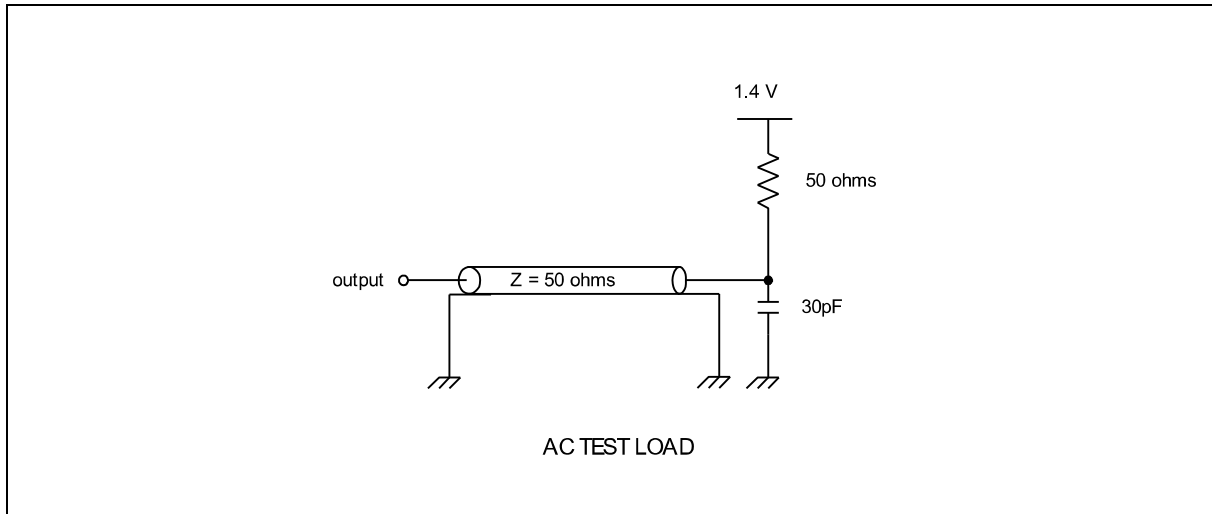 1.4 V
50 ohms
output
Z = 50 ohms
30pF
AC TEST LOAD